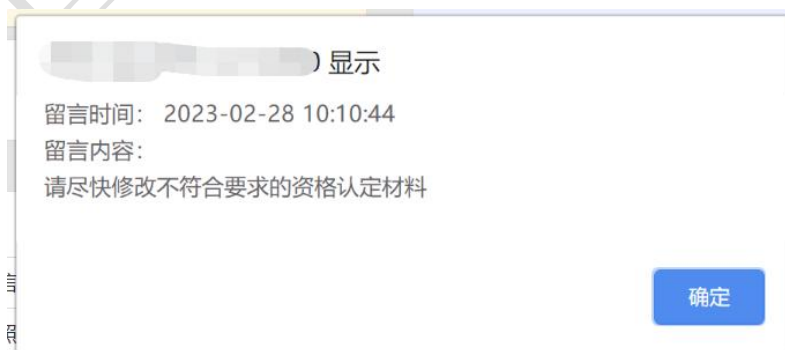 显示
留言时间: 2023-02-28 10:10:44
留言内容:
请尽快修改不符合要求的资格认定材料
确定